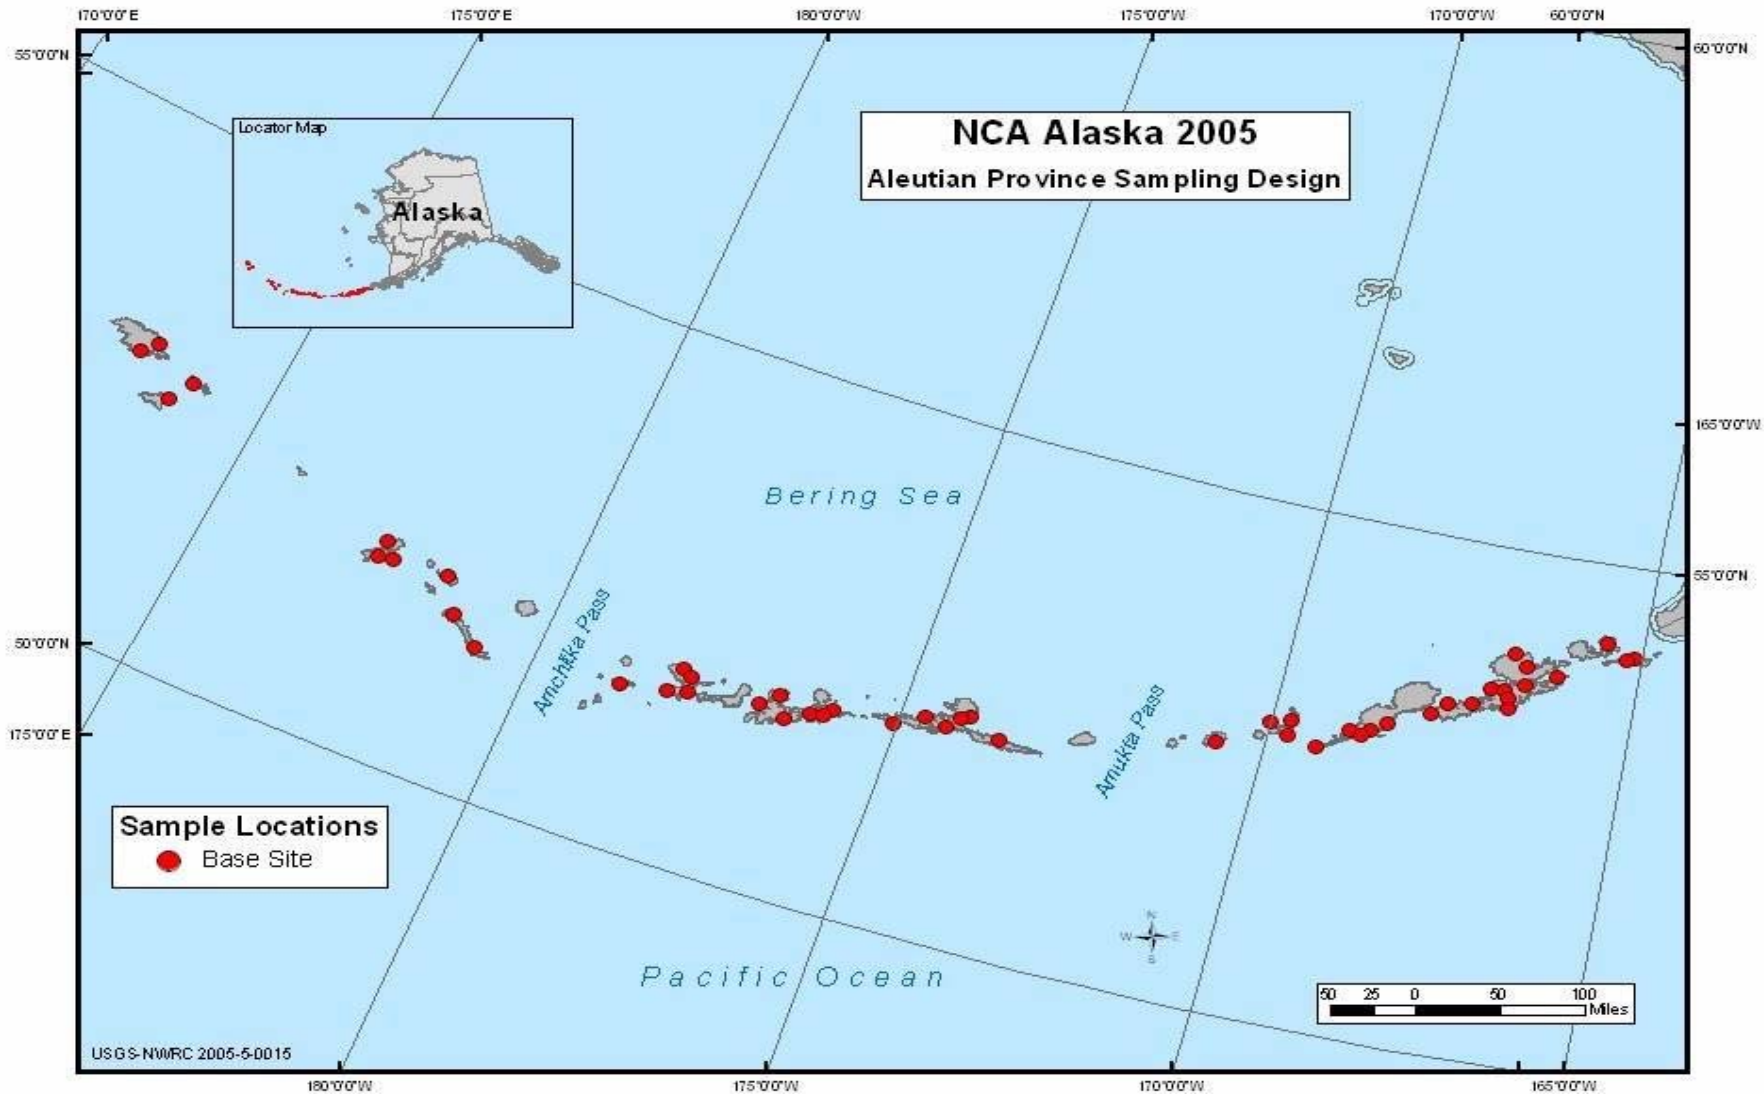 170°0'0"E
175°0'0"E
180°0'0"W
175°0'0"W
170°0'0"W
60°0'0"N
55°0'0"N
60°0'0"N
Locator Map
Alaska
NCA Alaska 2005
Aleutian Province Sampling Design
165°0'0"W
Bering Sea
55°0'0"N
Amchitka Pass
50°0'0"N
Amukta Pass
175°0'0"E
Sample Locations
Base Site
N
W E
S
Pacific Ocean
50 25 0 50 100
Miles
USGS-NWRC 2005-5-0015
180°0'0"W
175°0'0"W
170°0'0"W
165°0'0"W